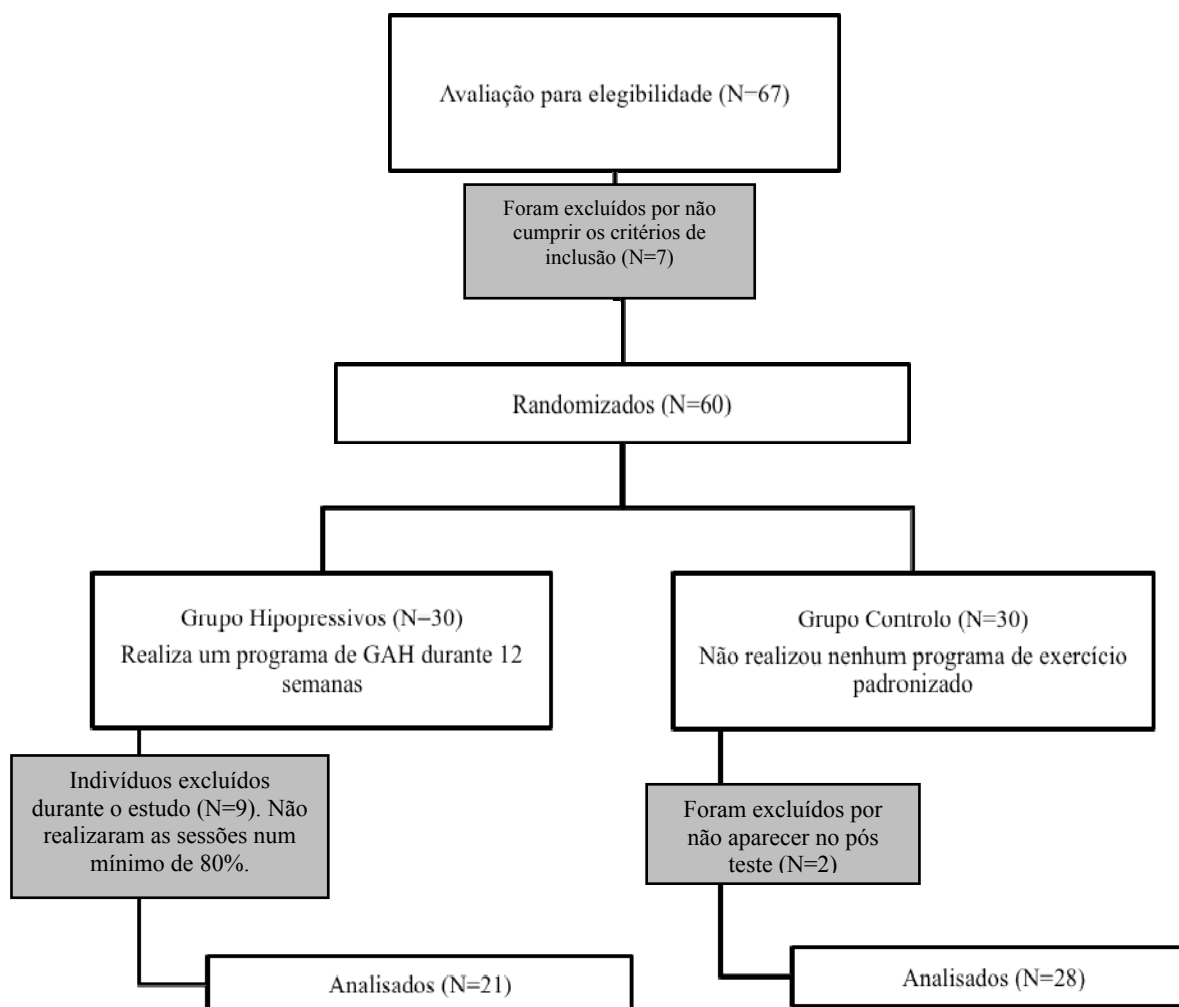 Avaliação para elegibilidade (N=67)
Foram excluídos por não
cumprir os critérios de
inclusão (N=7)
Randomizados (N=60)
Grupo Hipopressivos (N=30)
Realiza um programa de GAH durante 12
semanas
Grupo Controlo (N=30)
Não realizou nenhum programa de exercício
padronizado
Indivíduos excluídos
durante o estudo (N=9). Não
realizaram as sessões num
mínimo de 80%.
Foram excluídos por
não aparecer no pós
teste (N=2)
Analisados (N=21)
Analisados (N=28)